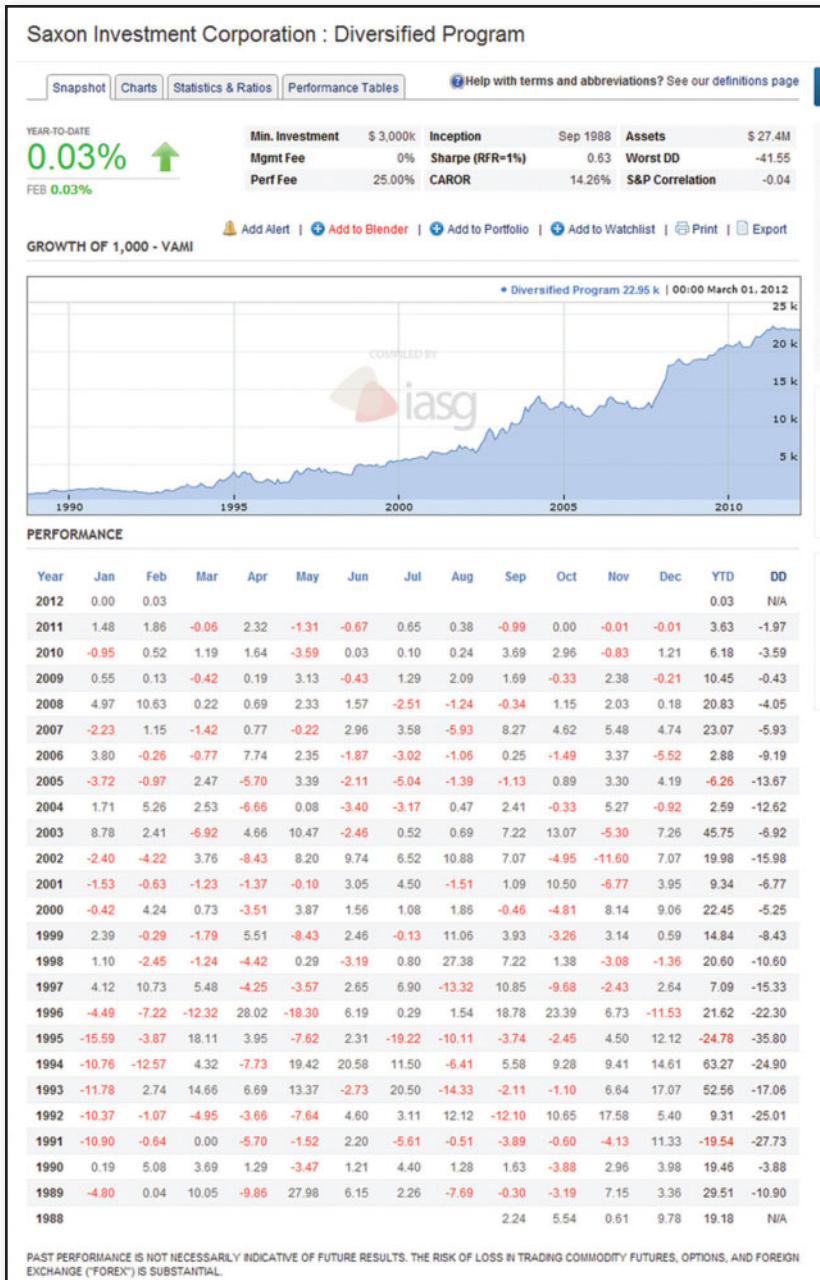 Saxon Investment Corporation : Diversified Program
Snapshot Charts Statistics & Ratios Performance Tables ?Help with terms and abbreviations? See our definitions page
YEAR-TO-DATE
0.03%
FEB 0.03%
Min. Investment $ 3,000k Inception Sep 1988 Assets $ 27.4M
Mgmt Fee 0% Sharpe (RFR=1%) 0.63 Worst DD -41.55
Perf Fee 25.00% CAROR 14.26% S&P Correlation -0.04
Add Alert | Add to Blender | Add to Portfolio | Add to Watchlist | Print | Export
GROWTH OF 1,000 - VAMI
• Diversified Program 22.95 k | 00:00 March 01, 2012
25 k
20 k
15 k
10 k
5 k
COMPILED BY
iasg
1990 1995 2000 2005 2010
PERFORMANCE
Year Jan Feb Mar Apr May Jun Jul Aug Sep Oct Nov Dec YTD DD
2012 0.00 0.03 0.03 N/A
2011 1.48 1.86 -0.06 2.32 -1.31 -0.67 0.65 0.38 -0.99 0.00 -0.01 -0.01 3.63 -1.97
2010 -0.95 0.52 1.19 1.64 -3.59 0.03 0.10 0.24 3.69 2.96 -0.83 1.21 6.18 -3.59
2009 0.55 0.13 -0.42 0.19 3.13 -0.43 1.29 2.09 1.69 -0.33 2.38 -0.21 10.45 -0.43
2008 4.97 10.63 0.22 0.69 2.33 1.57 -2.51 -1.24 -0.34 1.15 2.03 0.18 20.83 -4.05
2007 -2.23 1.15 -1.42 0.77 -0.22 2.96 3.58 -5.93 8.27 4.62 5.48 4.74 23.07 -5.93
2006 3.80 -0.26 -0.77 7.74 2.35 -1.87 -3.02 -1.06 0.25 -1.49 3.37 -5.52 2.88 -9.19
2005 -3.72 -0.97 2.47 -5.70 3.39 -2.11 -5.04 -1.39 -1.13 0.89 3.30 4.19 -6.26 -13.67
2004 1.71 5.26 2.53 -6.66 0.08 -3.40 -3.17 0.47 2.41 -0.33 5.27 -0.92 2.59 -12.62
2003 8.78 2.41 -6.92 4.66 10.47 -2.46 0.52 0.69 7.22 13.07 -5.30 7.26 45.75 -6.92
2002 -2.40 -4.22 3.76 -8.43 8.20 9.74 6.52 10.88 7.07 -4.95 -11.60 7.07 19.98 -15.98
2001 -1.53 -0.63 -1.23 -1.37 -0.10 3.05 4.50 -1.51 1.09 10.50 -6.77 3.95 9.34 -6.77
2000 -0.42 4.24 0.73 -3.51 3.87 1.56 1.08 1.86 -0.46 -4.81 8.14 9.06 22.45 -5.25
1999 2.39 -0.29 -1.79 5.51 -8.43 2.46 -0.13 11.06 3.93 -3.26 3.14 0.59 14.84 -8.43
1998 1.10 -2.45 -1.24 -4.42 0.29 -3.19 0.80 27.38 7.22 1.38 -3.08 -1.36 20.60 -10.60
1997 4.12 10.73 5.48 -4.25 -3.57 2.65 6.90 -13.32 10.85 -9.68 -2.43 2.64 7.09 -15.33
1996 -4.49 -7.22 -12.32 28.02 -18.30 6.19 0.29 1.54 18.78 23.39 6.73 -11.53 21.62 -22.30
1995 -15.59 -3.87 18.11 3.95 -7.62 2.31 -19.22 -10.11 -3.74 -2.45 4.50 12.12 -24.78 -35.80
1994 -10.76 -12.57 4.32 -7.73 19.42 20.58 11.50 -6.41 5.58 9.28 9.41 14.61 63.27 -24.90
1993 -11.78 2.74 14.66 6.69 13.37 -2.73 20.50 -14.33 -2.11 -1.10 6.64 17.07 52.56 -17.06
1992 -10.37 -1.07 -4.95 -3.66 -7.64 4.60 3.11 12.12 -12.10 10.65 17.58 5.40 9.31 -25.01
1991 -10.90 -0.64 0.00 -5.70 -1.52 2.20 -5.61 -0.51 -3.89 -0.60 -4.13 11.33 -19.54 -27.73
1990 0.19 5.08 3.69 1.29 -3.47 1.21 4.40 1.28 1.63 -3.88 2.96 3.98 19.46 -3.88
1989 -4.80 0.04 10.05 -9.86 27.98 6.15 2.26 -7.69 -0.30 -3.19 7.15 3.36 29.51 -10.90
1988 2.24 5.54 0.61 9.78 19.18 N/A
PAST PERFORMANCE IS NOT NECESSARILY INDICATIVE OF FUTURE RESULTS. THE RISK OF LOSS IN TRADING COMMODITY FUTURES, OPTIONS, AND FOREIGN
EXCHANGE ("FOREX") IS SUBSTANTIAL.